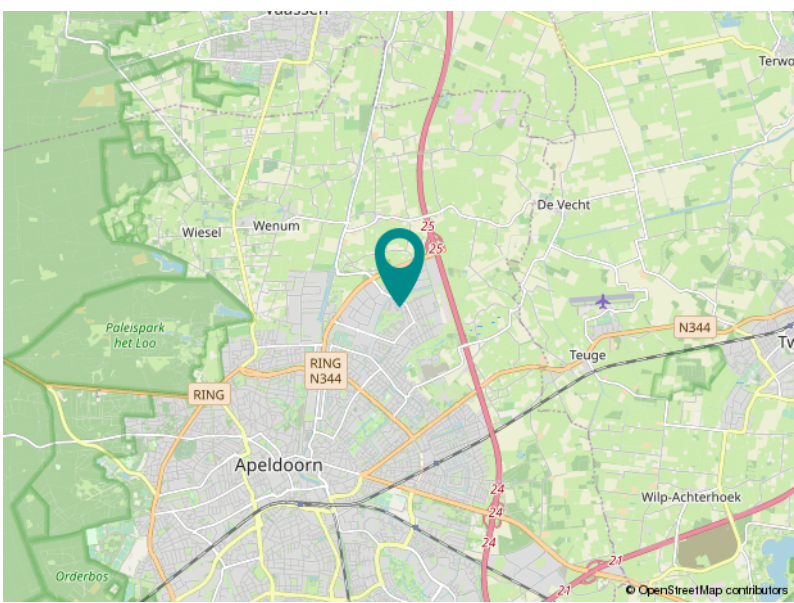 Vaassen
Terwo
De Vecht
25
Wiesel
Wenum
25
Paleispark
het Loo
N344
Teuge
Tw
RING
N344
RING
Apeldoorn
24
Wilp-Achterhoek
24
24
21
Orderbos
21
© OpenStreetMap contributors